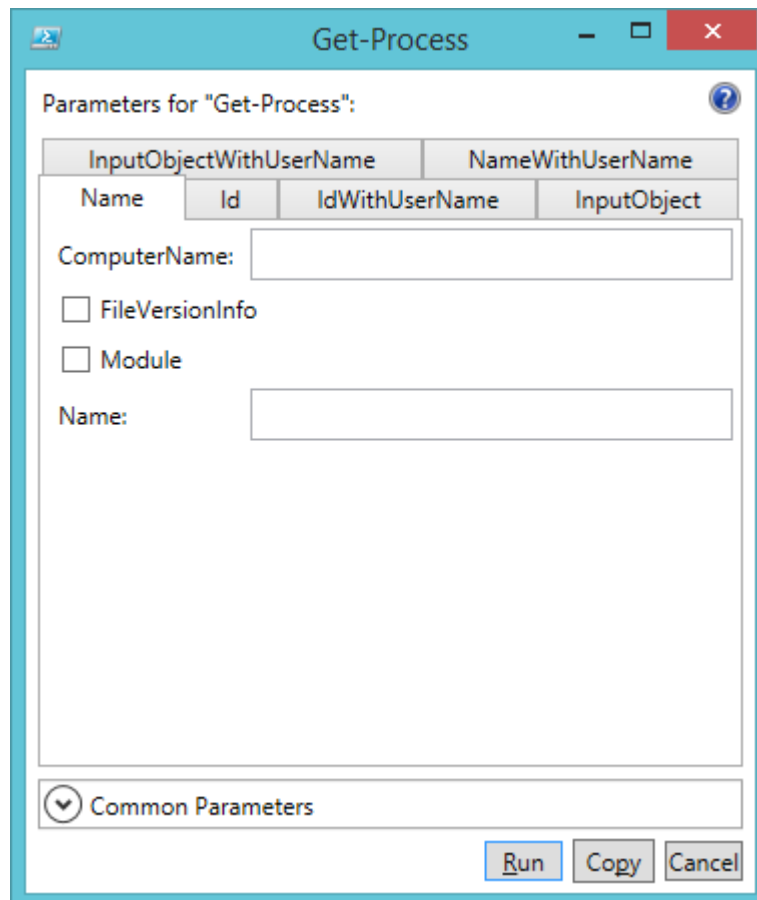 Get-Process
Parameters for "Get-Process":
InputObjectWithUserName NameWithUserName
Name Id IdWithUserName InputObject
ComputerName:
FileVersionInfo
Module
Name:
Common Parameters
Run Copy Cancel